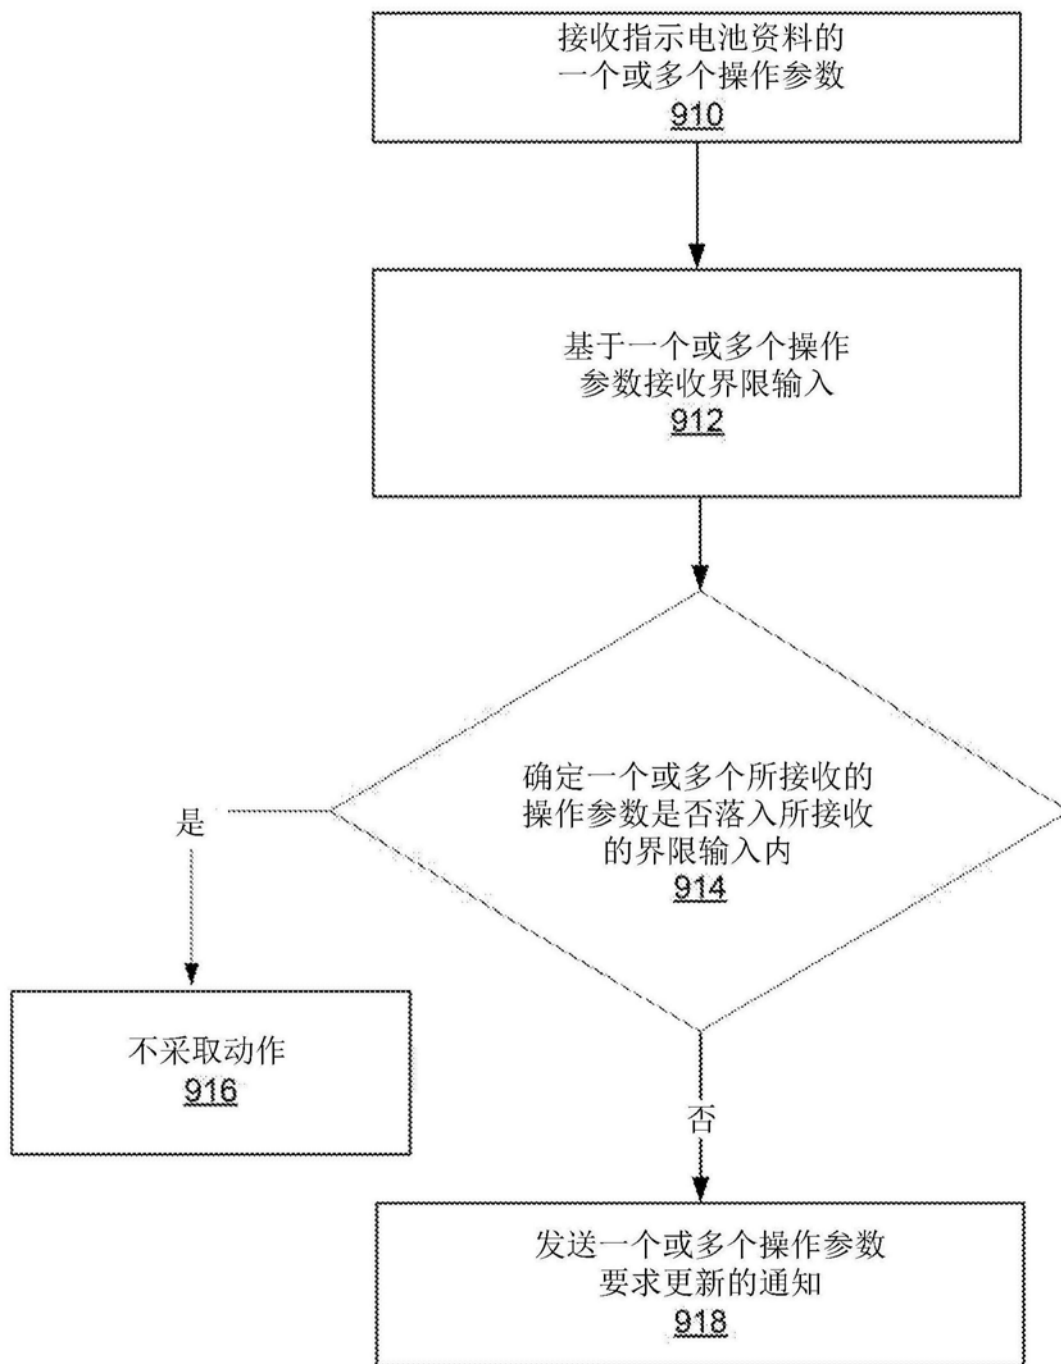 接收指示电池资料的
一个或多个操作参数
910
基于一个或多个操作
参数接收界限输入
912
确定一个或多个所接收的
操作参数是否落入所接收
的界限输入内
914
是
不采取动作
916
否
发送一个或多个操作参数
要求更新的通知
918